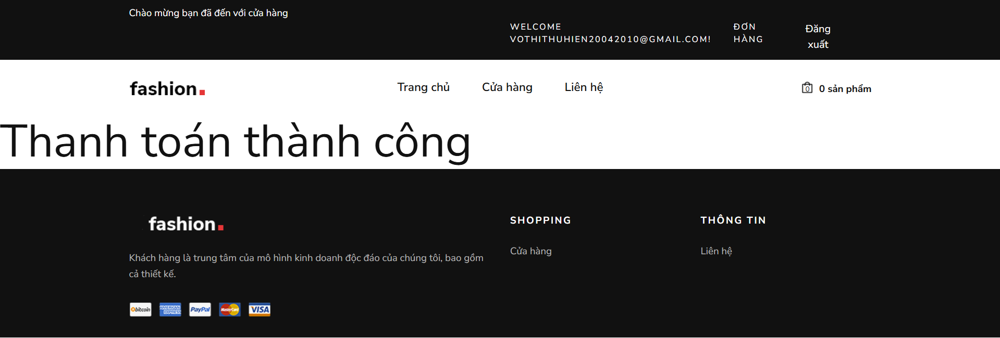 Chào mừng bạn đã đến với cửa hàng
WELCOME
VOTHITHUHIEN20042010@GMAIL.COM!
ĐƠN
HÀNG
Đăng
xuất
fashion.
Trang chủ
Cửa hàng
Liên hệ
0
0 sản phẩm
Thanh toán thành công
fashion.
Khách hàng là trung tâm của mô hình kinh doanh độc đáo của chúng tôi, bao gồm
cả thiết kế.
bitcoin
AMERICAN
EXPRESS
PayPal
MasterCard
VISA
SHOPPING
Cửa hàng
THÔNG TIN
Liên hệ